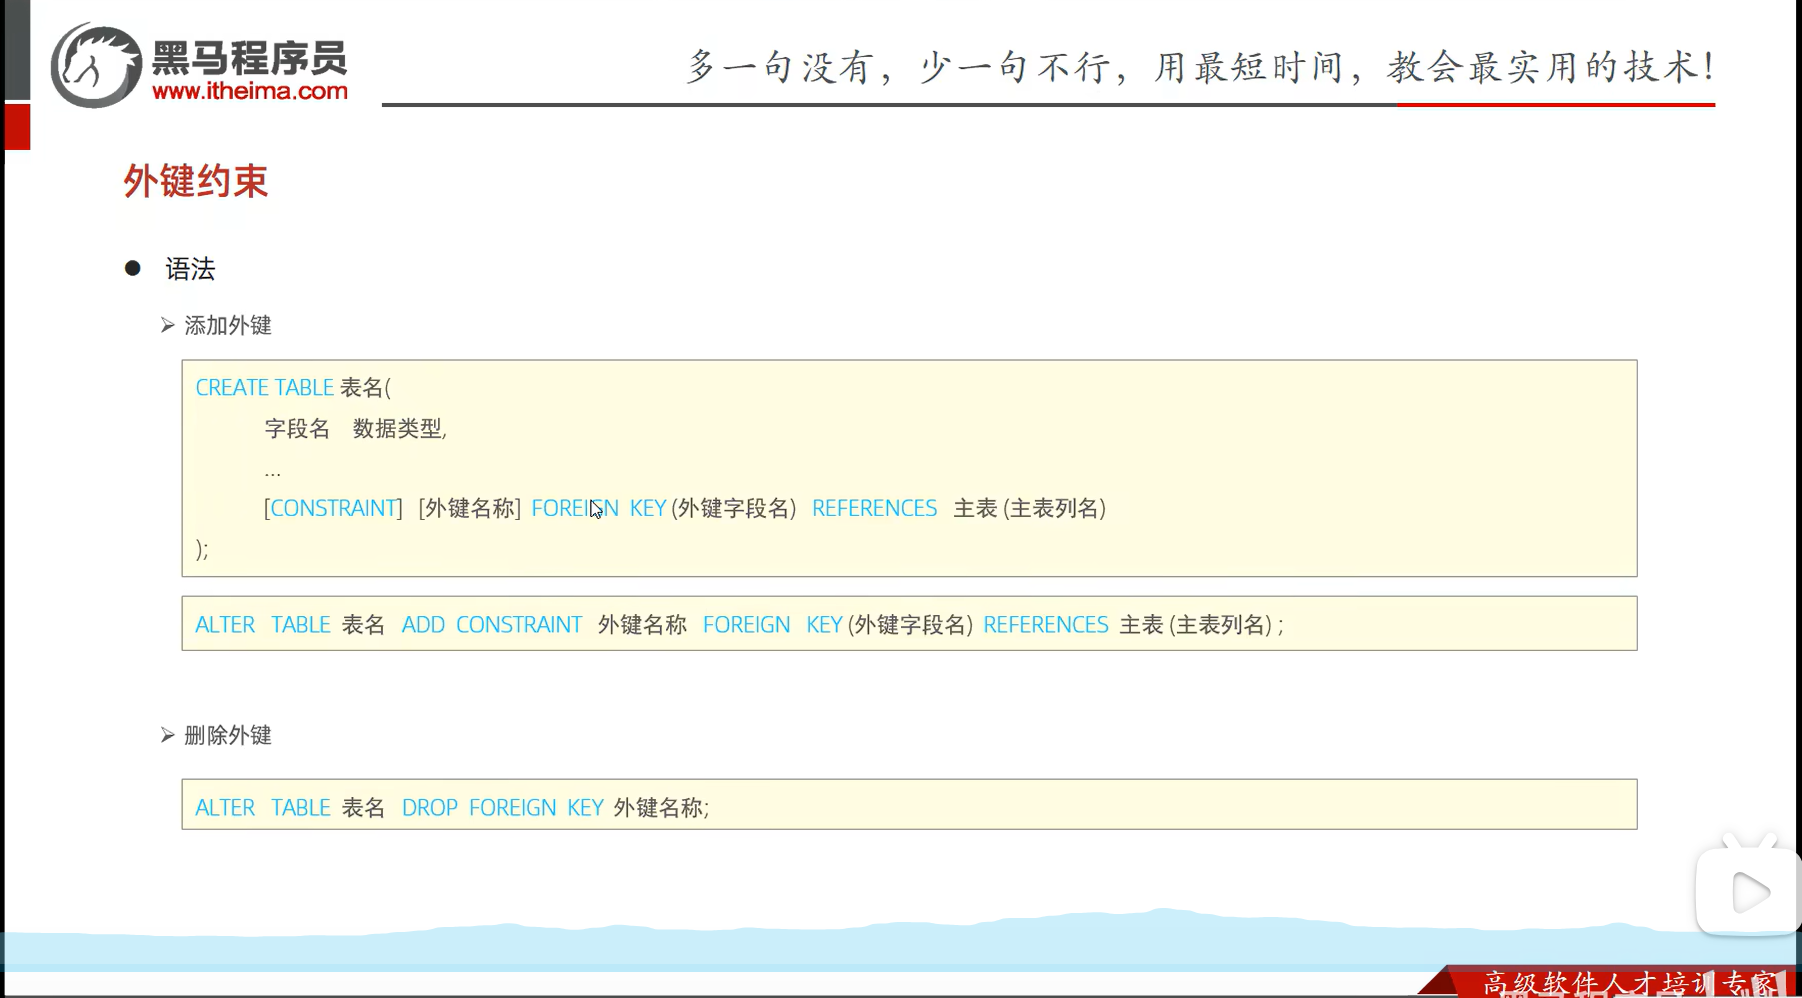 黑马程序员
www.itheima.com
多一句没有，少一句不行，用最短时间，教会最实用的技术！
外键约束
● 语法
➢ 添加外键
CREATE TABLE 表名(
字段名 数据类型,
...
[CONSTRAINT] [外键名称] FOREIGN KEY (外键字段名) REFERENCES 主表 (主表列名)
);
ALTER TABLE 表名 ADD CONSTRAINT 外键名称 FOREIGN KEY (外键字段名) REFERENCES 主表 (主表列名) ;
➢ 删除外键
ALTER TABLE 表名 DROP FOREIGN KEY 外键名称;
高级软件人才培训专家